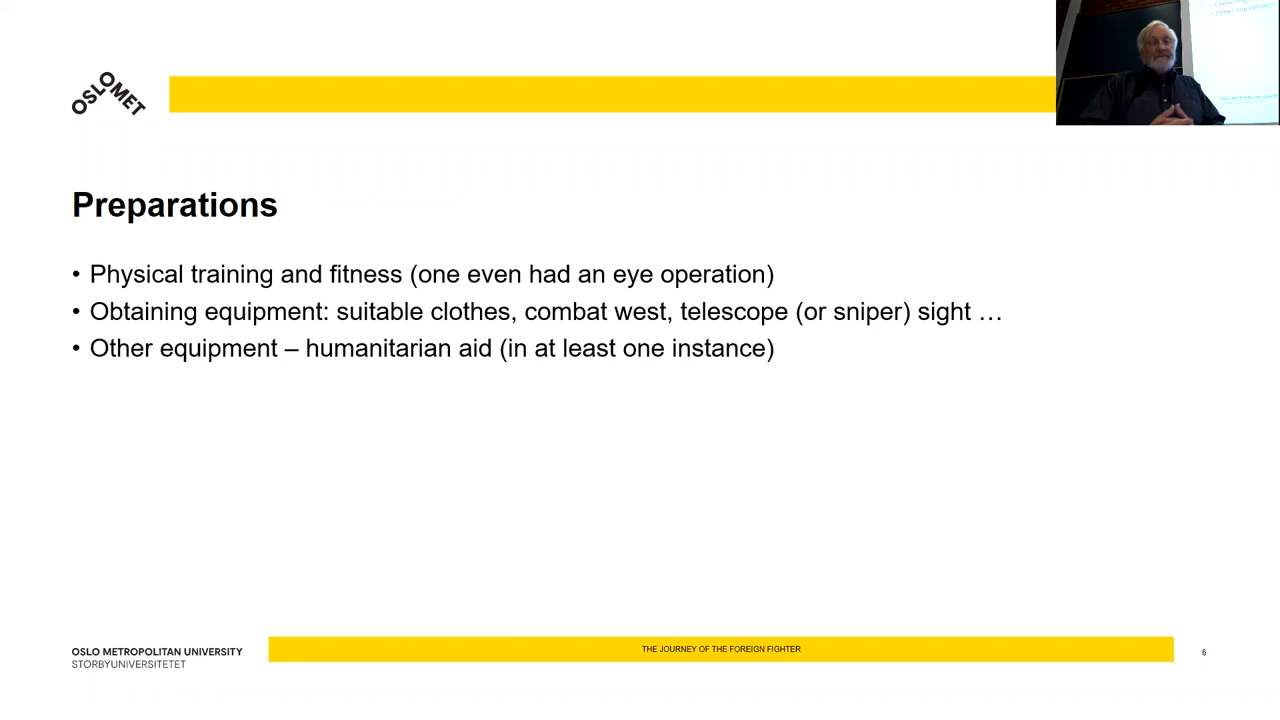 OSLOMET
Preparations
• Physical training and fitness (one even had an eye operation)
• Obtaining equipment: suitable clothes, combat west, telescope (or sniper) sight …
• Other equipment – humanitarian aid (in at least one instance)
OSLO METROPOLITAN UNIVERSITY
STORBYUNIVERSITETET
THE JOURNEY OF THE FOREIGN FIGHTER
6